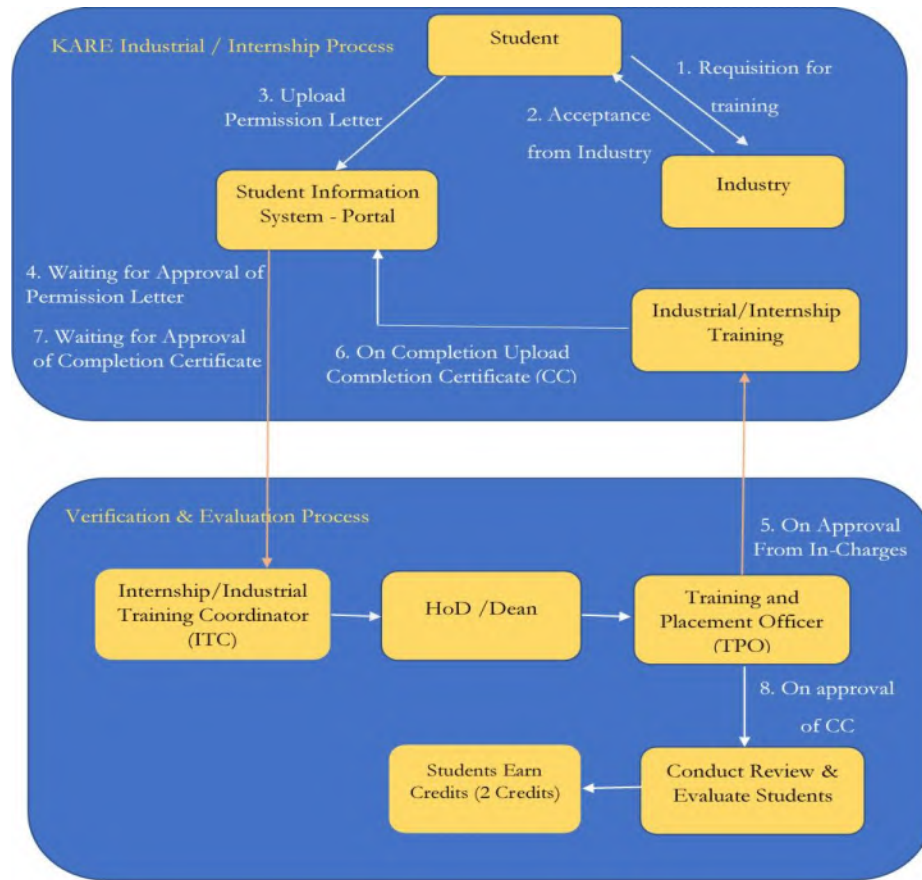 KARE Industrial / Internship Process
Student
1. Requisition for
training
3. Upload
Permission Letter
2. Acceptance
from Industry
Student Information
System - Portal
Industry
4. Waiting for Approval of
Permission Letter
7. Waiting for Approval
of Completion Certificate
Industrial/Internship
Training
6. On Completion Upload
Completion Certificate (CC)
Verification & Evaluation Process
5. On Approval
From In-Charges
Internship/Industrial
Training Coordinator
(ITC)
HoD /Dean
Training and
Placement Officer
(TPO)
8. On approval
of CC
Students Earn
Credits (2 Credits)
Conduct Review &
Evaluate Students